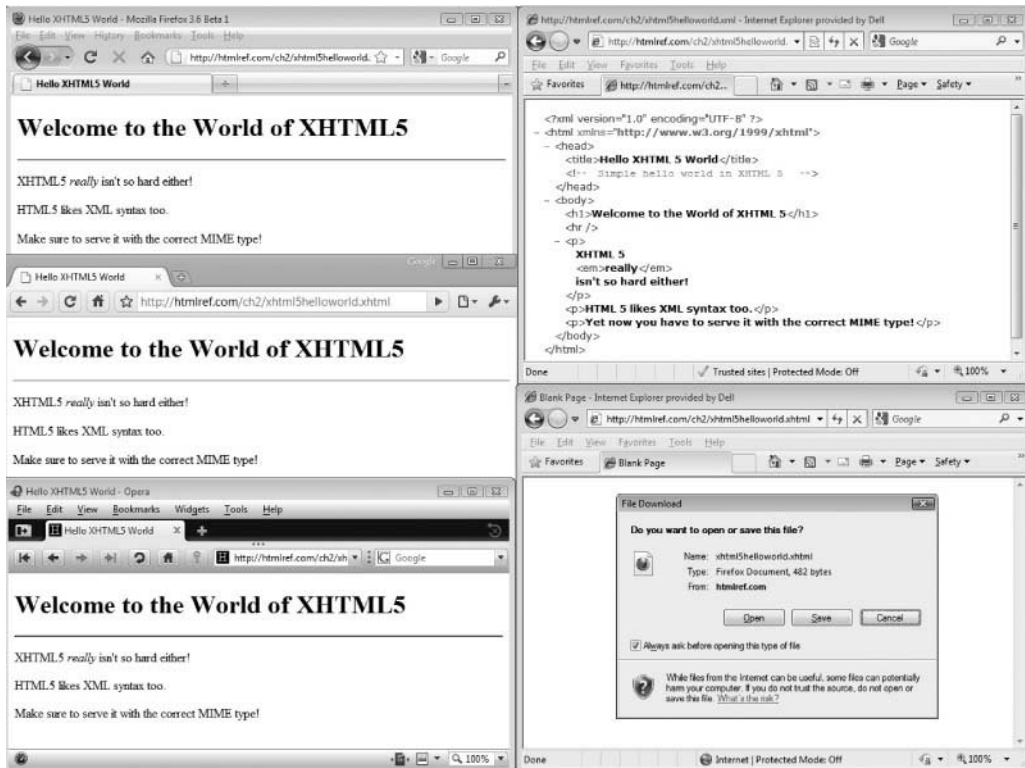 Hello XHTML5 World - Mozilla Firefox 3.6 Beta 1
File Edit View History Bookmarks Tools Help
http://htmlref.com/ch2/xhtml5helloworld.
Google
Hello XHTML5 World
Welcome to the World of XHTML5
XHTML5 really isn't so hard either!
HTML5 likes XML syntax too.
Make sure to serve it with the correct MIME type!
Google
Hello XHTML5 World
http://htmlref.com/ch2/xhtml5helloworld.xhtml
Welcome to the World of XHTML5
XHTML5 really isn't so hard either!
HTML5 likes XML syntax too.
Make sure to serve it with the correct MIME type!
Hello XHTML5 World - Opera
File Edit View Bookmarks Widgets Tools Help
Hello XHTML5 World
http://htmlref.com/ch2/xh
Google
Welcome to the World of XHTML5
XHTML5 really isn't so hard either!
HTML5 likes XML syntax too.
Make sure to serve it with the correct MIME type!
100%
http://htmlref.com/ch2/xhtml5helloworld.xml - Internet Explorer provided by Dell
http://htmlref.com/ch2/xhtml5helloworld.
Google
File Edit View Favorites Tools Help
Favorites http://htmlref.com/ch2... Page Safety
<?xml version="1.0" encoding="UTF-8" ?>
- <html xmlns="http://www.w3.org/1999/xhtml">
- <head>
<title>Hello XHTML 5 World</title>
<!-- Simple hello world in XHTML 5 -->
</head>
- <body>
<h1>Welcome to the World of XHTML 5</h1>
<hr />
- <p>
XHTML 5
<em>really</em>
isn't so hard either!
</p>
<p>HTML 5 likes XML syntax too.</p>
<p>Yet now you have to serve it with the correct MIME type!</p>
</body>
</html>
Done Trusted sites | Protected Mode: Off 100%
Blank Page - Internet Explorer provided by Dell
http://htmlref.com/ch2/xhtml5helloworld.xhtml
Google
File Edit View Favorites Tools Help
Favorites Blank Page Page Safety
File Download
Do you want to open or save this file?
Name: xhtml5helloworld.xhtml
Type: Firefox Document, 482 bytes
From: htmlref.com
Open Save Cancel
Always ask before opening this type of file
While files from the Internet can be useful, some files can potentially
harm your computer. If you do not trust the source, do not open or
save this file. What's the risk?
Done Internet | Protected Mode: Off 100%